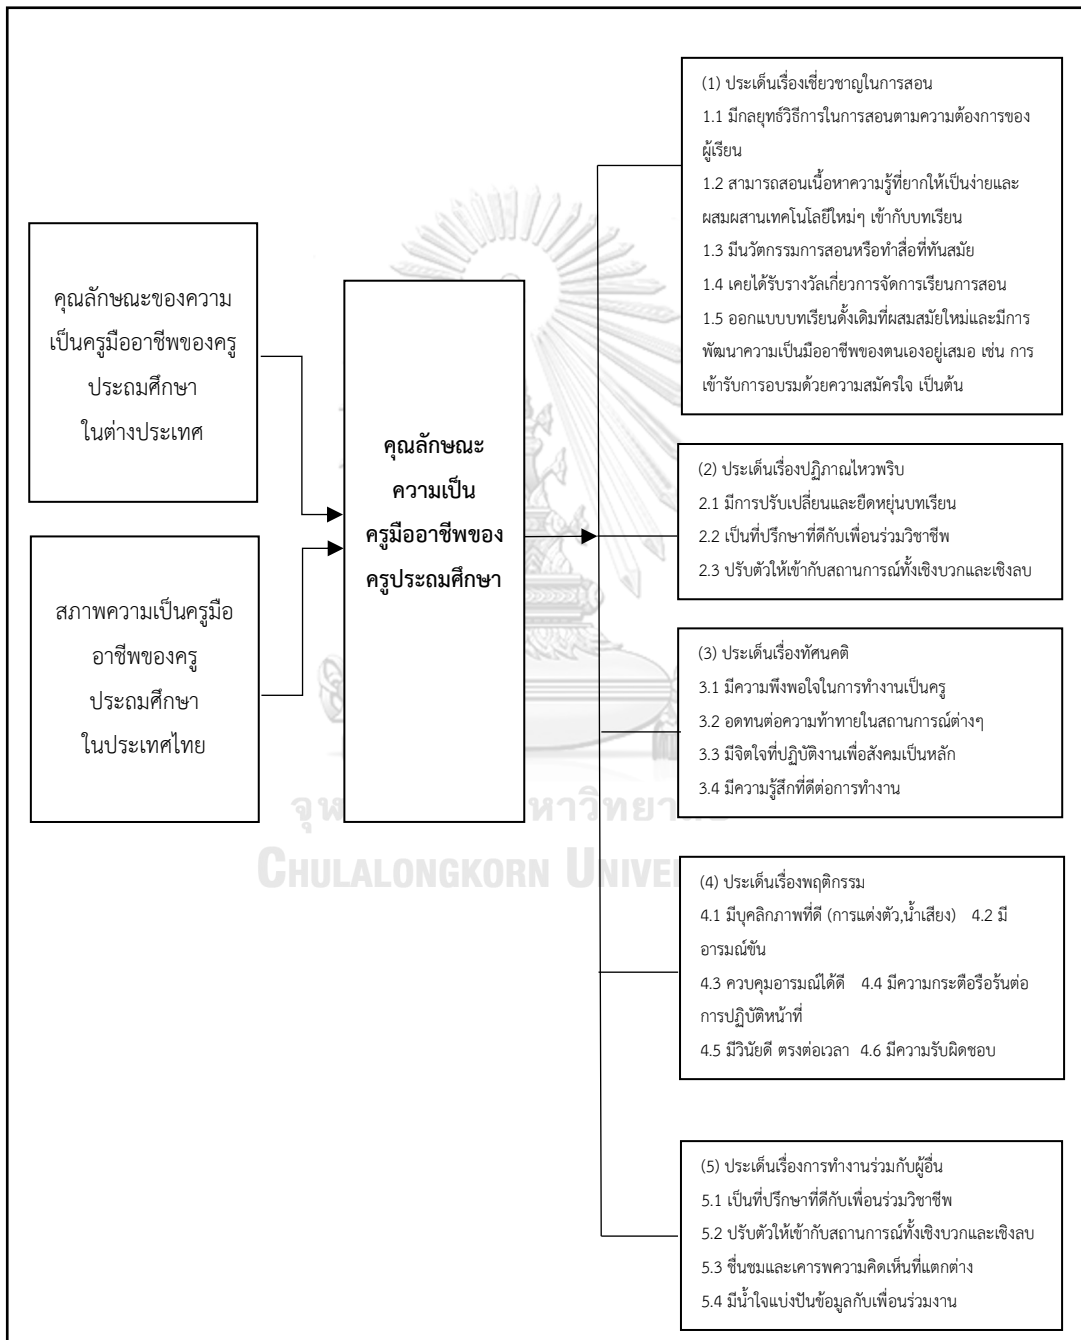 คุณลักษณะของความ
เป็นครูมืออาชีพของครู
ประถมศึกษา
ในต่างประเทศ
สภาพความเป็นครูมือ
อาชีพของครู
ประถมศึกษา
ในประเทศไทย
คุณลักษณะ
ความเป็น
ครูมืออาชีพของ
ครูประถมศึกษา
(1) ประเด็นเรื่องเชี่ยวชาญในการสอน
1.1 มีกลยุทธ์วิธีการในการสอนตามความต้องการของ
ผู้เรียน
1.2 สามารถสอนเนื้อหาความรู้ที่ยากให้เป็นง่ายและ
ผสมผสานเทคโนโลยีใหม่ๆ เข้ากับบทเรียน
1.3 มีนวัตกรรมการสอนหรือทำสื่อที่ทันสมัย
1.4 เคยได้รับรางวัลเกี่ยวการจัดการเรียนการสอน
1.5 ออกแบบบทเรียนดั้งเดิมที่ผสมสมัยใหม่และมีการ
พัฒนาความเป็นมืออาชีพของตนเองอยู่เสมอ เช่น การ
เข้ารับการอบรมด้วยความสมัครใจ เป็นต้น
(2) ประเด็นเรื่องปฏิภาณไหวพริบ
2.1 มีการปรับเปลี่ยนและยืดหยุ่นบทเรียน
2.2 เป็นที่ปรึกษาที่ดีกับเพื่อนร่วมวิชาชีพ
2.3 ปรับตัวให้เข้ากับสถานการณ์ทั้งเชิงบวกและเชิงลบ
(3) ประเด็นเรื่องทัศนคติ
3.1 มีความพึงพอใจในการทำงานเป็นครู
3.2 อดทนต่อความท้าทายในสถานการณ์ต่างๆ
3.3 มีจิตใจที่ปฏิบัติงานเพื่อสังคมเป็นหลัก
3.4 มีความรู้สึกที่ดีต่อการทำงาน
(4) ประเด็นเรื่องพฤติกรรม
4.1 มีบุคลิกภาพที่ดี (การแต่งตัว,น้ำเสียง) 4.2 มี
อารมณ์ขัน
4.3 ควบคุมอารมณ์ได้ดี 4.4 มีความกระตือรือร้นต่อ
การปฏิบัติหน้าที่
4.5 มีวินัยดี ตรงต่อเวลา 4.6 มีความรับผิดชอบ
(5) ประเด็นเรื่องการทำงานร่วมกับผู้อื่น
5.1 เป็นที่ปรึกษาที่ดีกับเพื่อนร่วมวิชาชีพ
5.2 ปรับตัวให้เข้ากับสถานการณ์ทั้งเชิงบวกและเชิงลบ
5.3 ชื่นชมและเคารพความคิดเห็นที่แตกต่าง
5.4 มีน้ำใจแบ่งปันข้อมูลกับเพื่อนร่วมงาน
CHULALONGKORN